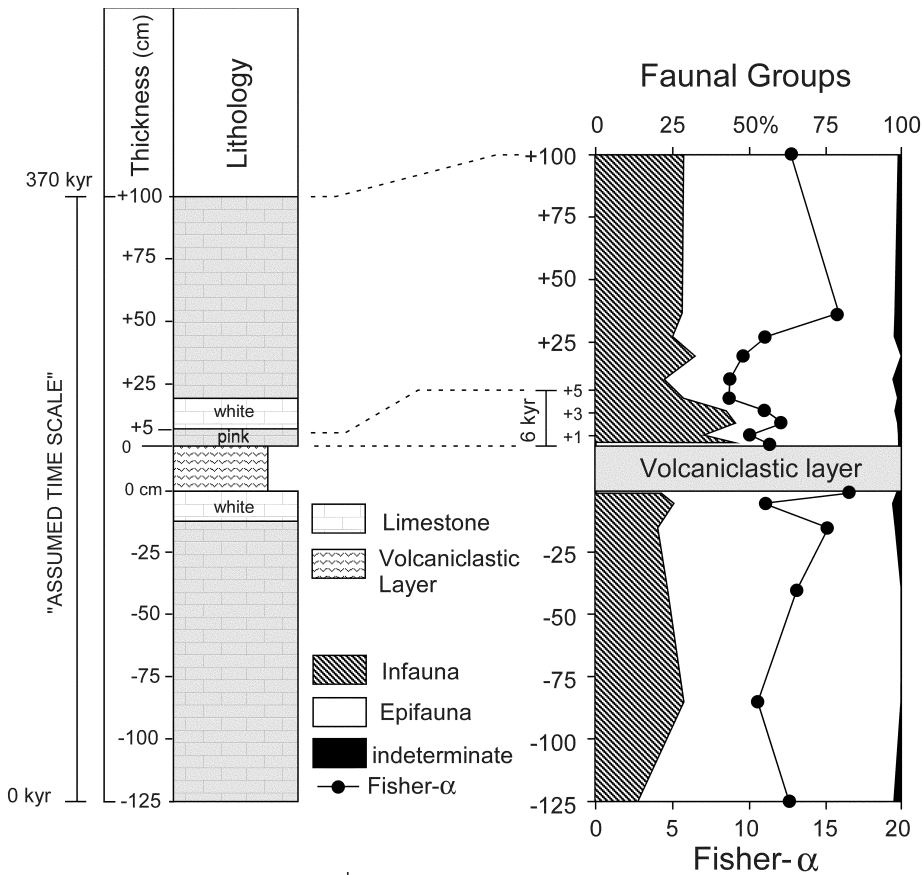 Thickness (cm)
Lithology
370 kyr
+100
+75
+50
+25
+5
0
0 cm
-25
-50
-75
-100
-125
0 kyr
"ASSUMED TIME SCALE"
white
pink
white
Limestone
Volcaniclastic
Layer
Infauna
Epifauna
indeterminate
Fisher-α
Faunal Groups
0 25 50% 75 100
+100
+75
+50
+25
+5
+3
+1
6 kyr
Volcaniclastic layer
-25
-50
-75
-100
-125
0 5 10 15 20
Fisher-α